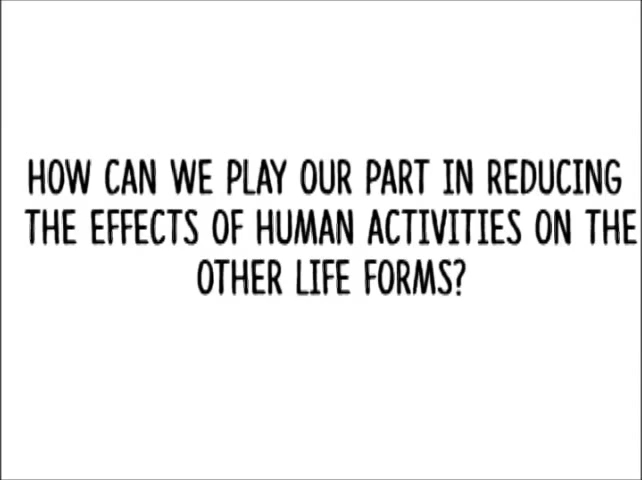 HOW CAN WE PLAY OUR PART IN REDUCING
THE EFFECTS OF HUMAN ACTIVITIES ON THE
OTHER LIFE FORMS?